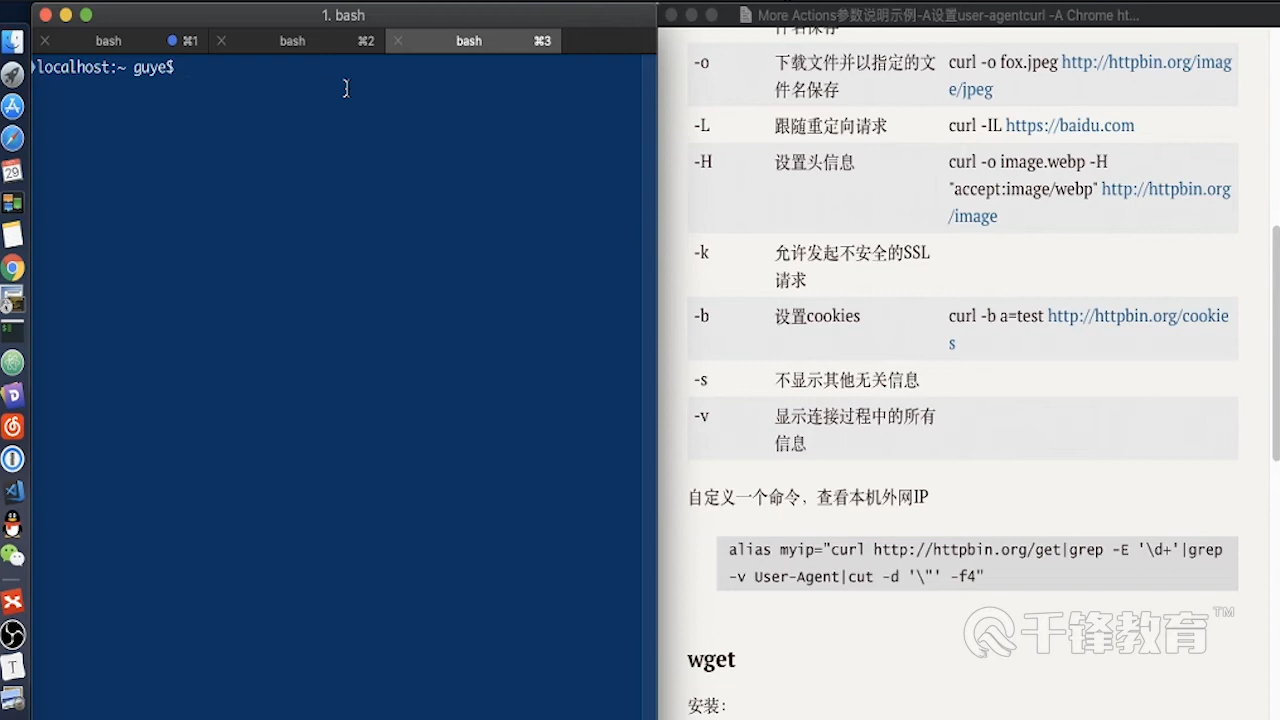 1. bash
More Actions参数说明示例-A设置user-agentcurl -A Chrome ht...
bash ⌘1
bash ⌘2
bash ⌘3
localhost:~ guye$
件名保存
-o 下载文件并以指定的文 curl -o fox.jpeg http://httpbin.org/imag
件名保存 e/jpeg
-L 跟随重定向请求 curl -IL https://baidu.com
-H 设置头信息 curl -o image.webp -H
"accept:image/webp" http://httpbin.org
/image
-k 允许发起不安全的SSL
请求
-b 设置cookies curl -b a=test http://httpbin.org/cookie
s
-s 不显示其他无关信息
-v 显示连接过程中的所有
信息
自定义一个命令，查看本机外网IP
alias myip="curl http://httpbin.org/get|grep -E '\d+'|grep
-v User-Agent|cut -d '\"' -f4"
千锋教育™
wget
安装：
29